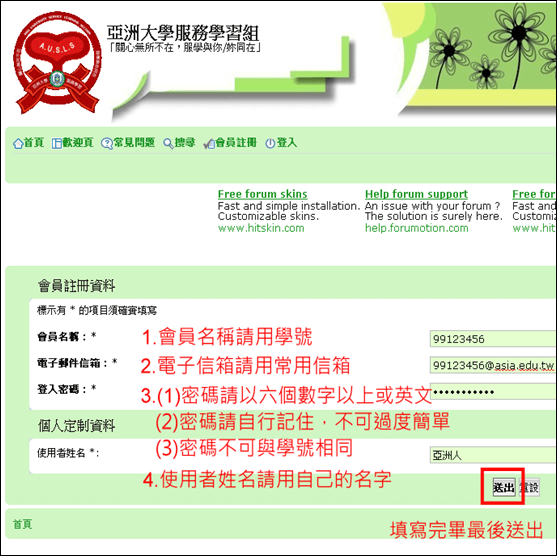 A.U.S.L.S
亞洲大學服務學習組
「關心無所不在，服學與你/妳同在」
首頁 歡迎頁 常見問題 搜尋 會員註冊 登入
Free forum skins
Fast and simple installation.
Customizable skins.
www.hitskin.com
Help forum support
An issue with your forum ?
The solution is surely here.
help.forumotion.com
Free for
Fast and
Customiz
www.hit
會員註冊資料
標示有 * 的項目須確實填寫
會員名稱：* 1.會員名稱請用學號 99123456
電子郵件信箱：* 2.電子信箱請用常用信箱 99123456@asia.edu.tw
登入密碼：* 3.(1)密碼請以六個數字以上或英文 •••••••••••
(2)密碼請自行記住，不可過度簡單
個人定制資料
(3)密碼不可與學號相同
使用者姓名 *: 亞洲人
4.使用者姓名請用自己的名字
送出 重設
首頁
填寫完畢最後送出